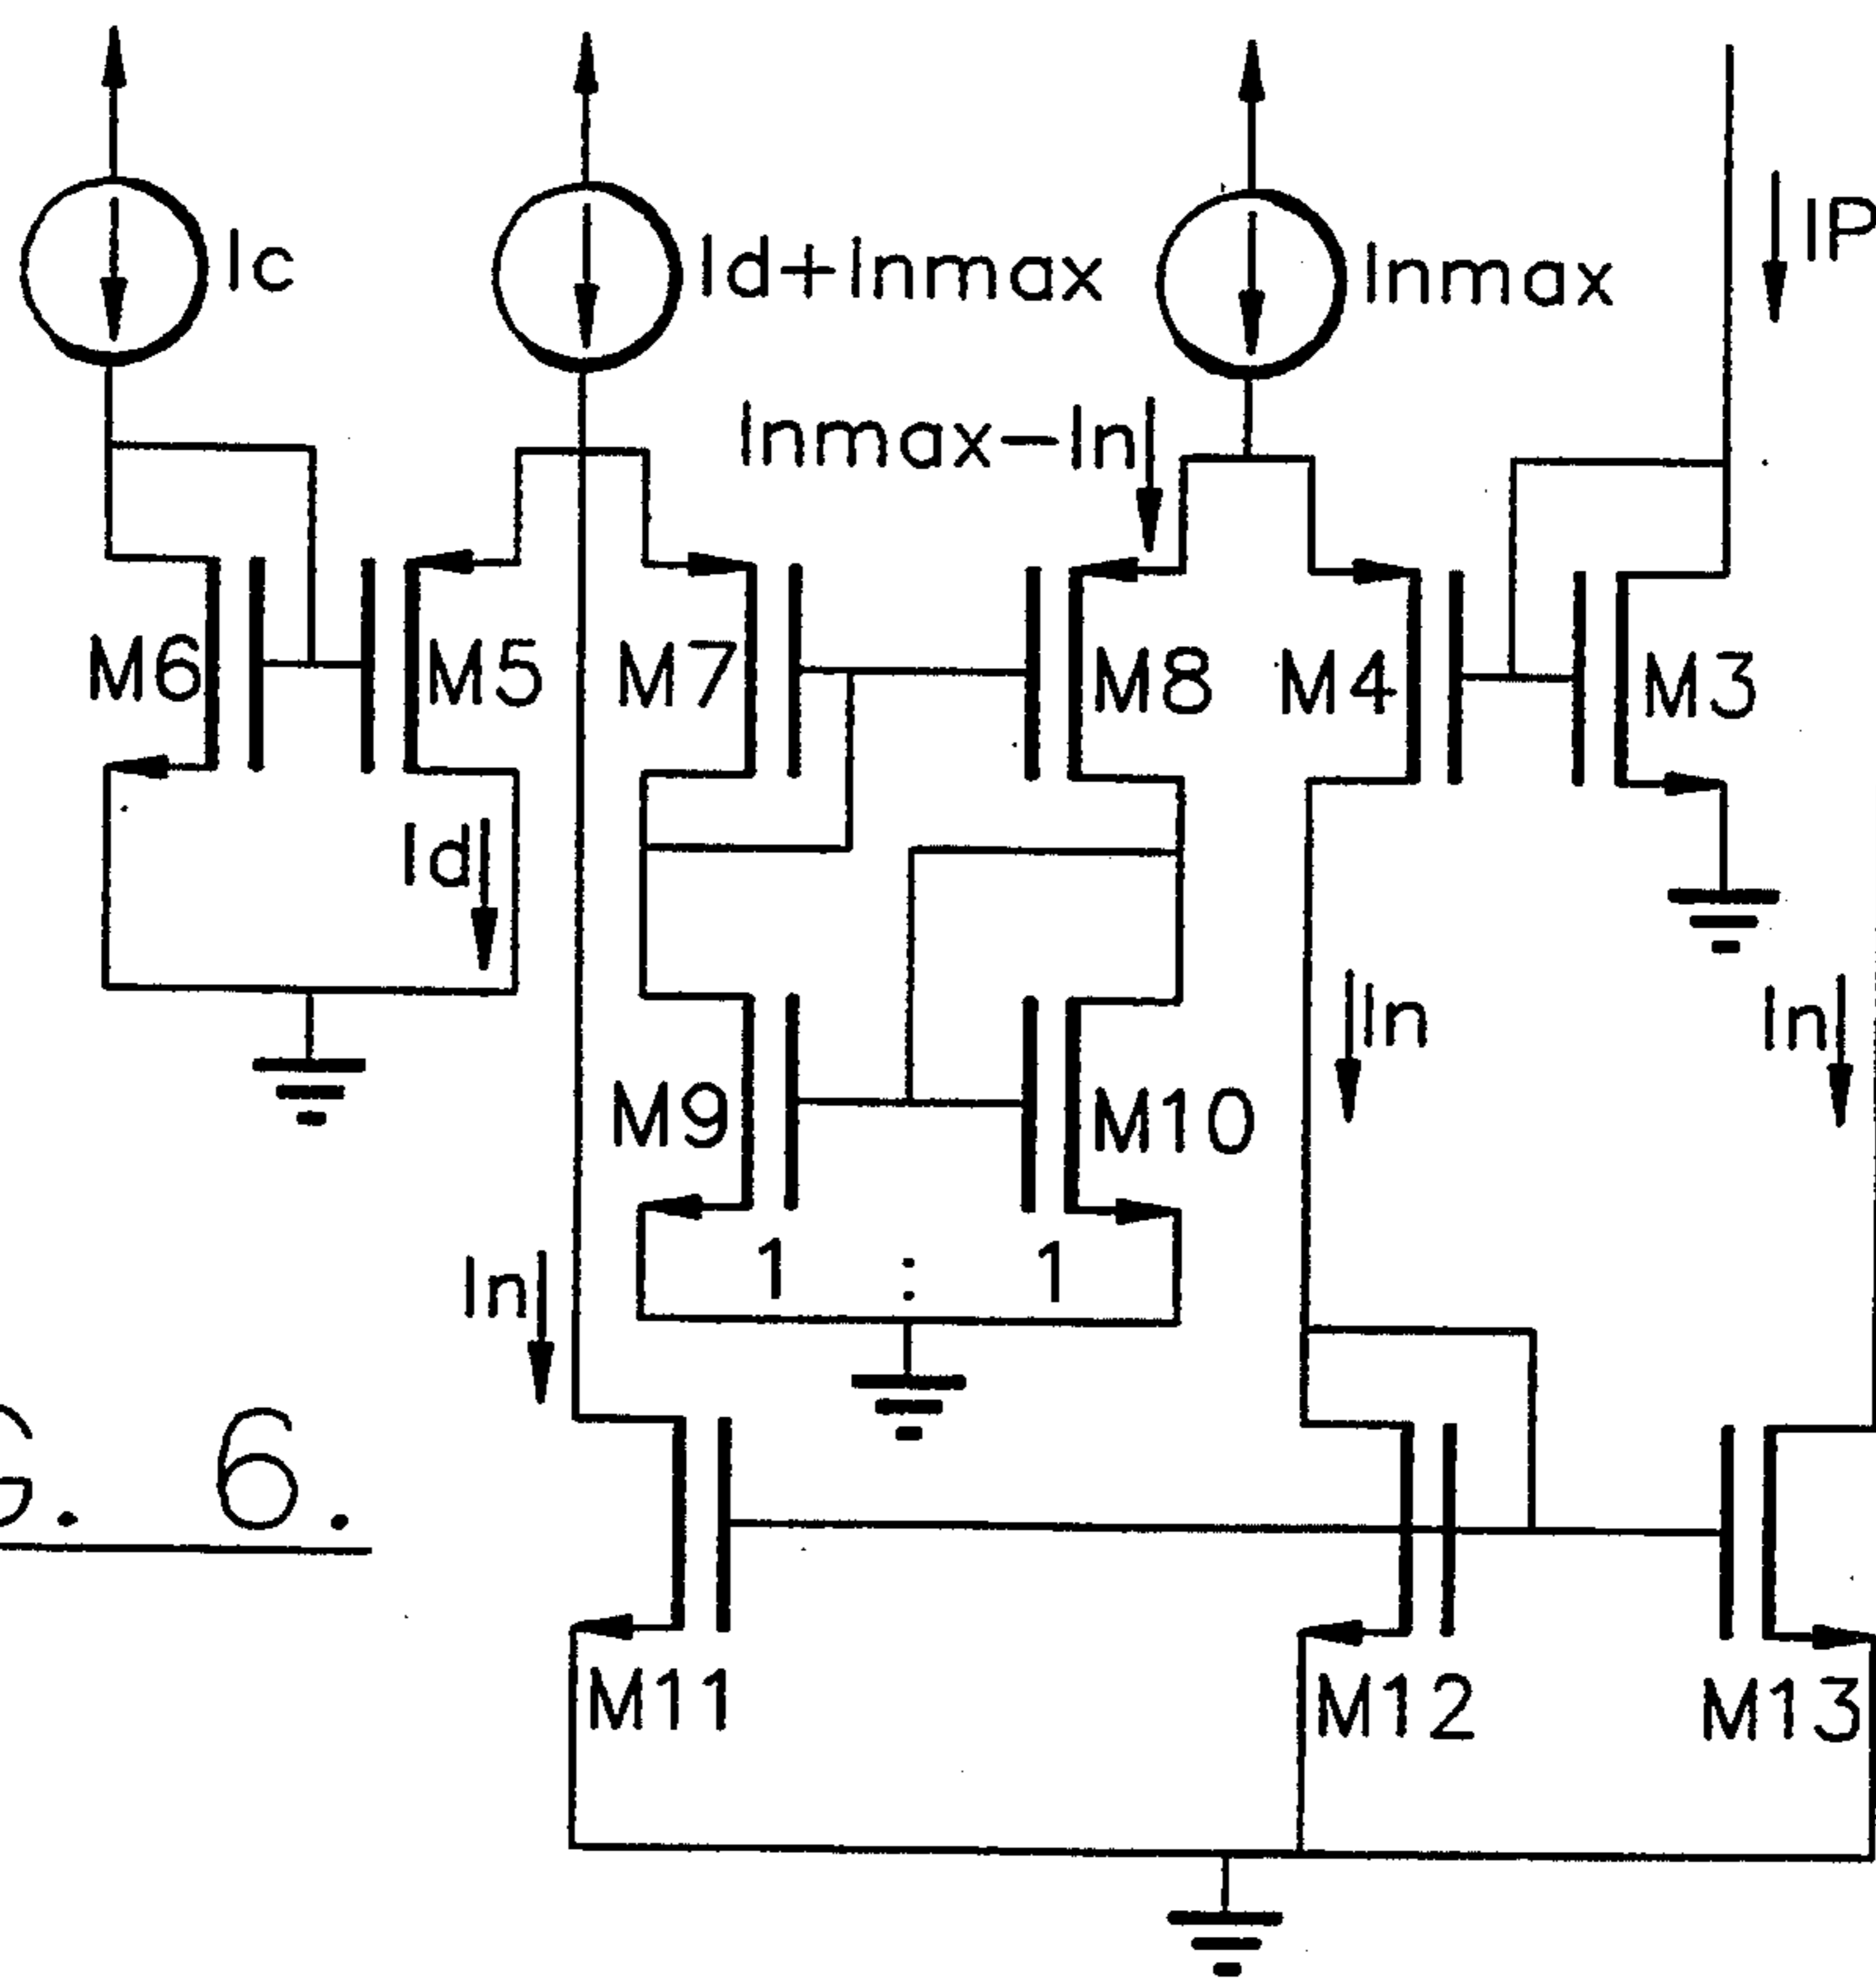 Ic
Id+Inmax
Inmax
IP
Inmax-In
M6
M5
M7
M8
M4
M3
Id
In
In
M9
M10
1 : 1
In
G. 6.
M11
M12
M13